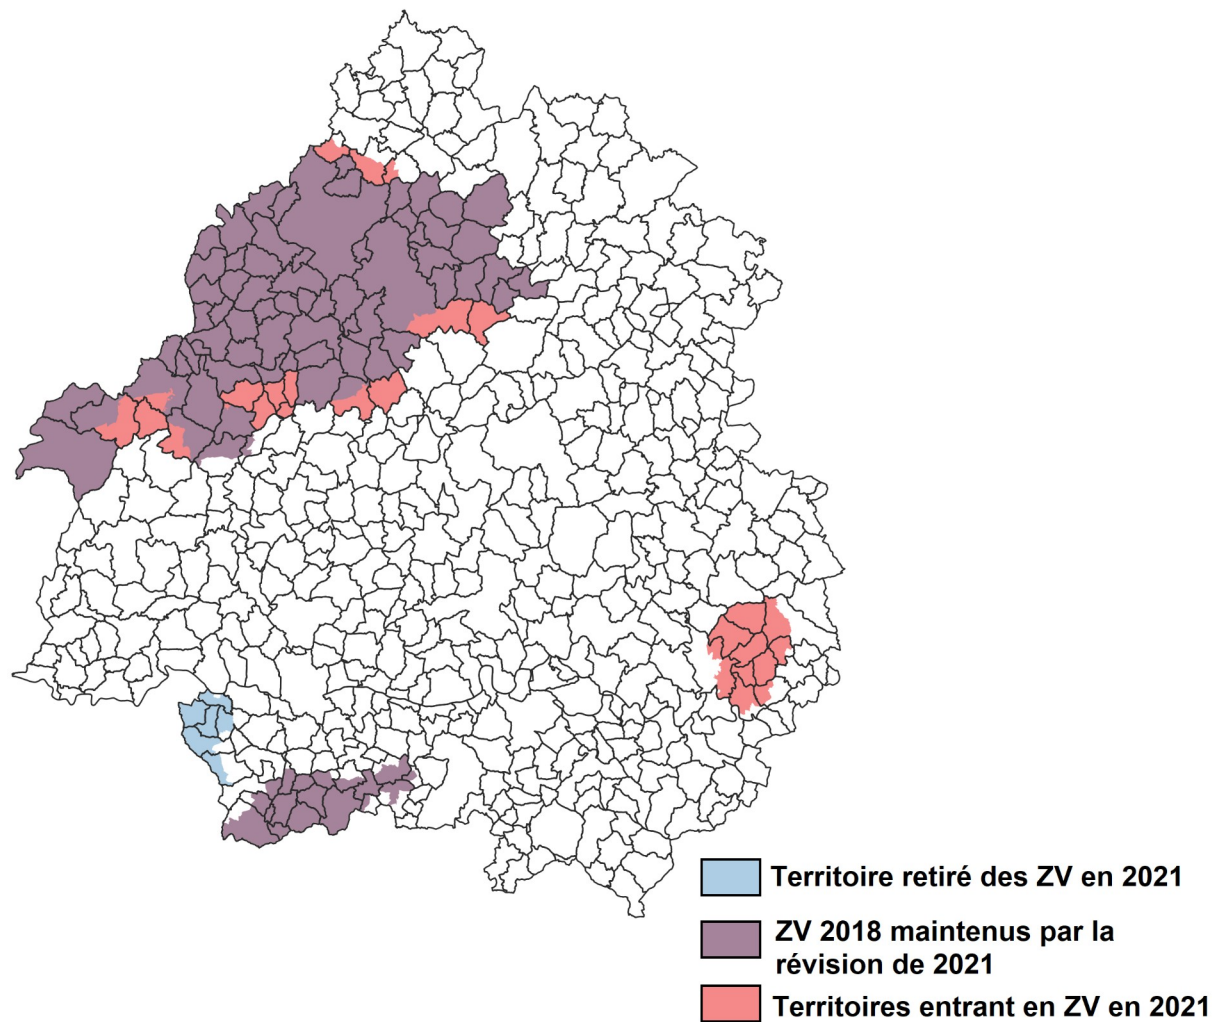 Territoire retiré des ZV en 2021
ZV 2018 maintenus par la
révision de 2021
Territoires entrant en ZV en 2021